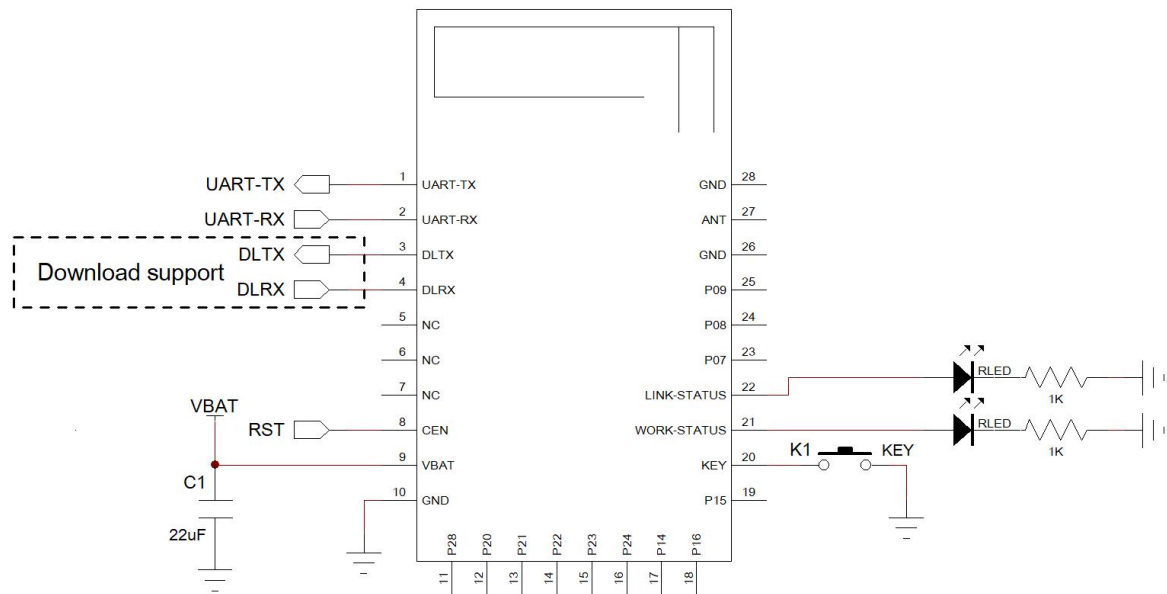 UART-TX 1 UART-TX GND 28
UART-RX 2 UART-RX ANT 27
DLTX 3 DLTX GND 26
Download support
DLRX 4 DLRX P09 25
5 NC P08 24
6 NC P07 23
RLED
7 NC LINK-STATUS 22
1K
VBAT
RLED
RST 8 CEN WORK-STATUS 21
1K
9 VBAT KEY 20 K1 KEY
C1
10 GND P15 19
22uF
P28 P20 P21 P22 P23 P24 P14 P16
11 12 13 14 15 16 17 18